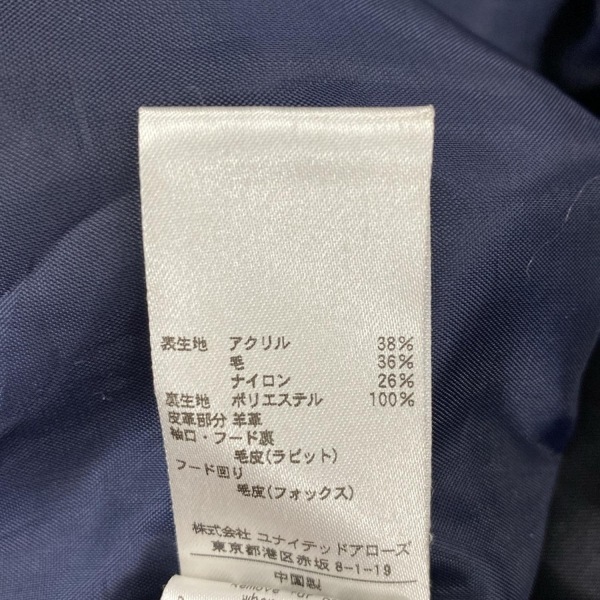 表生地 アクリル 38%
毛 36%
ナイロン 26%
裏生地 ポリエステル 100%
皮革部分 羊革
袖口・フード裏
毛皮(ラビット)
フード回り
毛皮(フォックス)
株式会社 ユナイテッドアローズ
東京都港区赤坂8-1-19
中国製